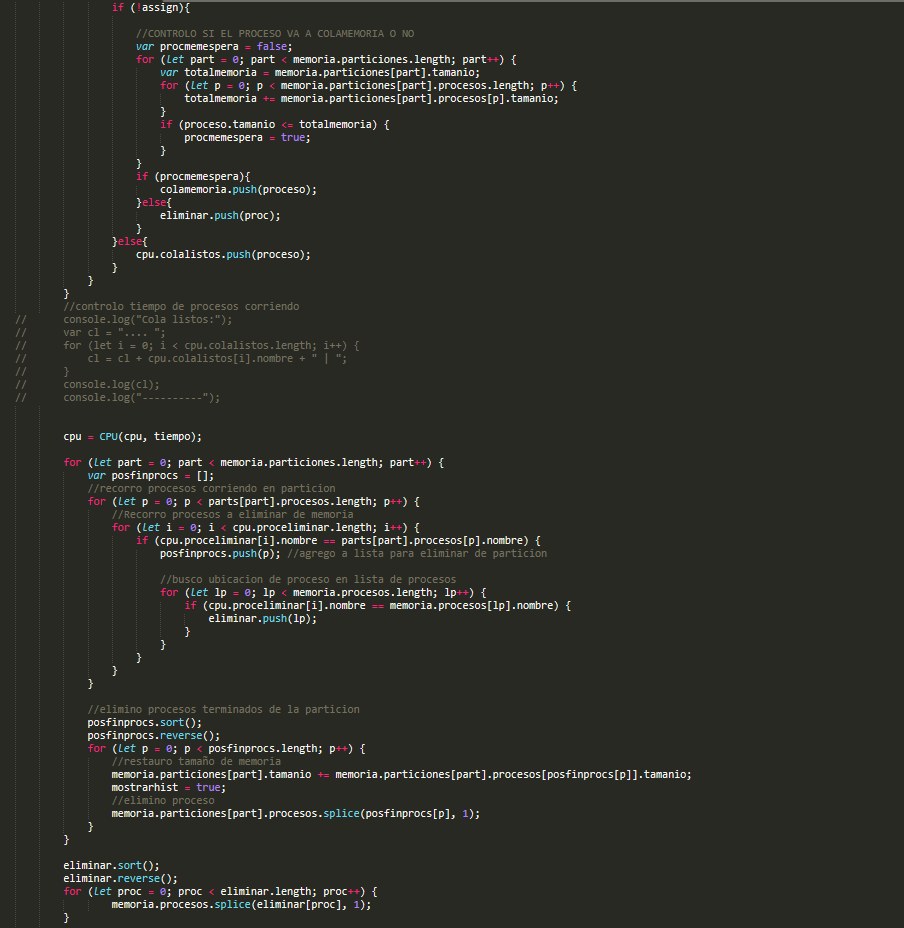 if (!assign){
//CONTROLO SI EL PROCESO VA A COLAMEMORIA O NO
var procmemespera = false;
for (let part = 0; part < memoria.particiones.length; part++) {
var totalmemoria = memoria.particiones[part].tamanio;
for (let p = 0; p < memoria.particiones[part].procesos.length; p++) {
totalmemoria += memoria.particiones[part].procesos[p].tamanio;
}
if (proceso.tamanio <= totalmemoria) {
procmemespera = true;
}
}
if (procmemespera){
colamemoria.push(proceso);
}else{
eliminar.push(proc);
}
}else{
cpu.colalistos.push(proceso);
}
}
}
//controlo tiempo de procesos corriendo
// console.log("Cola listos:");
// var cl = ".... ";
// for (let i = 0; i < cpu.colalistos.length; i++) {
// cl = cl + cpu.colalistos[i].nombre + " | ";
// }
// console.log(cl);
// console.log("----------");
cpu = CPU(cpu, tiempo);
for (let part = 0; part < memoria.particiones.length; part++) {
var posfinprocs = [];
//recorro procesos corriendo en particion
for (let p = 0; p < parts[part].procesos.length; p++) {
//Recorro procesos a eliminar de memoria
for (let i = 0; i < cpu.proceliminar.length; i++) {
if (cpu.proceliminar[i].nombre == parts[part].procesos[p].nombre) {
posfinprocs.push(p); //agrego a lista para eliminar de particion
//busco ubicacion de proceso en lista de procesos
for (let lp = 0; lp < memoria.procesos.length; lp++) {
if (cpu.proceliminar[i].nombre == memoria.procesos[lp].nombre) {
eliminar.push(lp);
}
}
}
}
}
//elimino procesos terminados de la particion
posfinprocs.sort();
posfinprocs.reverse();
for (let p = 0; p < posfinprocs.length; p++) {
//restauro tamaño de memoria
memoria.particiones[part].tamanio += memoria.particiones[part].procesos[posfinprocs[p]].tamanio;
mostrarhist = true;
//elimino proceso
memoria.particiones[part].procesos.splice(posfinprocs[p], 1);
}
}
eliminar.sort();
eliminar.reverse();
for (let proc = 0; proc < eliminar.length; proc++) {
memoria.procesos.splice(eliminar[proc], 1);
}